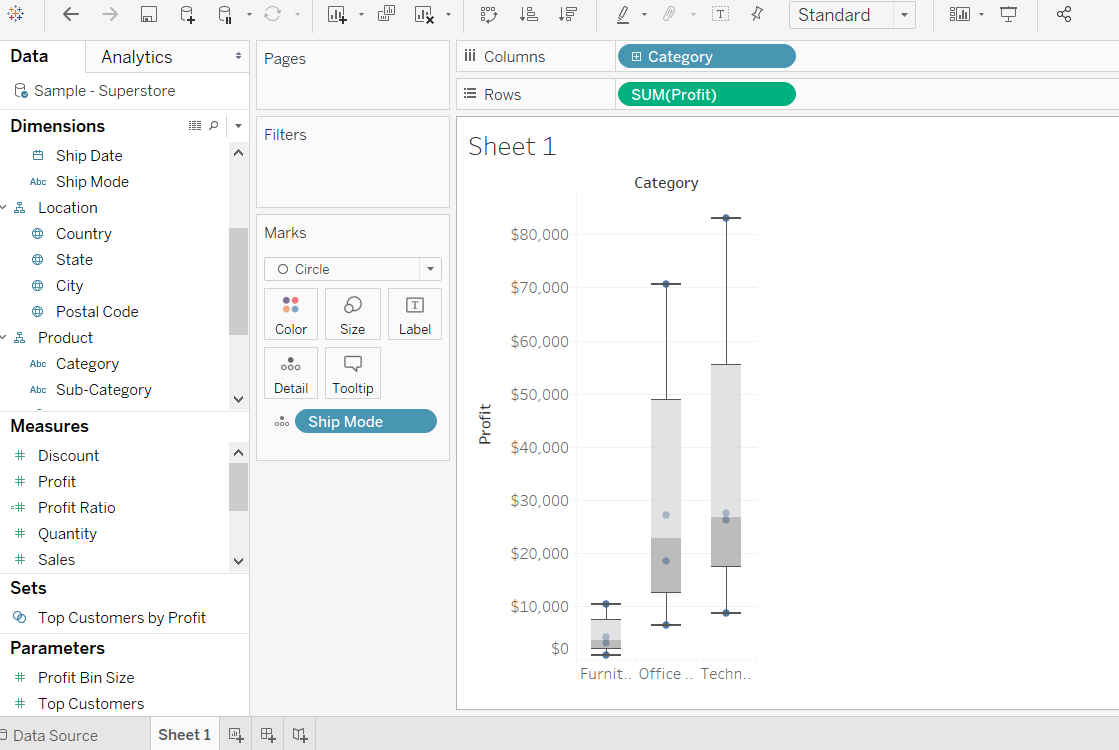 Standard
Data
Analytics
Pages
Columns
Category
Sample - Superstore
Rows
SUM(Profit)
Dimensions
Filters
Ship Date
Abc Ship Mode
Location
Country
State
City
Postal Code
Product
Abc Category
Abc Sub-Category
Measures
Discount
Profit
Profit Ratio
Quantity
Sales
Sets
Top Customers by Profit
Parameters
Profit Bin Size
Top Customers
Marks
Circle
Color
Size
Label
Detail
Tooltip
Ship Mode
Sheet 1
Category
Profit
$80,000
$70,000
$60,000
$50,000
$40,000
$30,000
$20,000
$10,000
$0
Furnit..
Office ..
Techn..
Data Source
Sheet 1